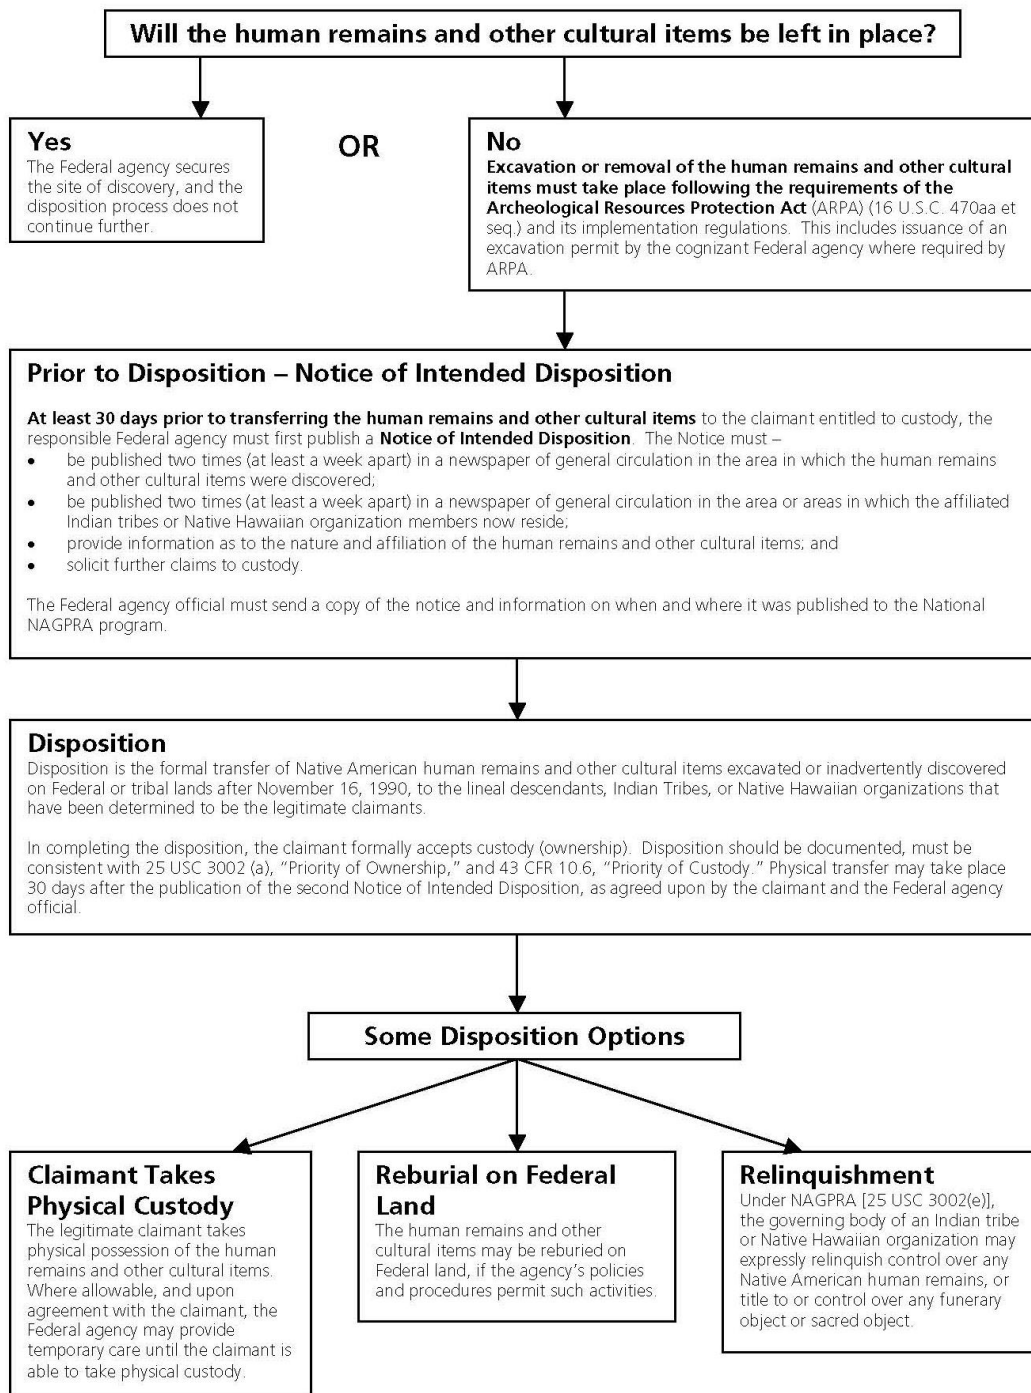 Will the human remains and other cultural items be left in place?
Yes
The Federal agency secures
the site of discovery, and the
disposition process does not
continue further.
OR
No
Excavation or removal of the human remains and other cultural
items must take place following the requirements of the
Archeological Resources Protection Act (ARPA) (16 U.S.C. 470aa et
seq.) and its implementation regulations.  This includes issuance of an
excavation permit by the cognizant Federal agency where required by
ARPA.
Prior to Disposition – Notice of Intended Disposition
At least 30 days prior to transferring the human remains and other cultural items to the claimant entitled to custody, the
responsible Federal agency must first publish a Notice of Intended Disposition.  The Notice must –
• be published two times (at least a week apart) in a newspaper of general circulation in the area in which the human remains
and other cultural items were discovered;
• be published two times (at least a week apart) in a newspaper of general circulation in the area or areas in which the affiliated
Indian tribes or Native Hawaiian organization members now reside;
• provide information as to the nature and affiliation of the human remains and other cultural items; and
• solicit further claims to custody.
The Federal agency official must send a copy of the notice and information on when and where it was published to the National
NAGPRA program.
Disposition
Disposition is the formal transfer of Native American human remains and other cultural items excavated or inadvertently discovered
on Federal or tribal lands after November 16, 1990, to the lineal descendants, Indian Tribes, or Native Hawaiian organizations that
have been determined to be the legitimate claimants.
In completing the disposition, the claimant formally accepts custody (ownership).  Disposition should be documented, must be
consistent with 25 USC 3002 (a), “Priority of Ownership,” and 43 CFR 10.6, “Priority of Custody.” Physical transfer may take place
30 days after the publication of the second Notice of Intended Disposition, as agreed upon by the claimant and the Federal agency
official.
Some Disposition Options
Claimant Takes
Physical Custody
The legitimate claimant takes
physical possession of the human
remains and other cultural items.
Where allowable, and upon
agreement with the claimant, the
Federal agency may provide
temporary care until the claimant is
able to take physical custody.
Reburial on Federal
Land
The human remains and other
cultural items may be reburied on
Federal land, if the agency’s policies
and procedures permit such activities.
Relinquishment
Under NAGPRA [25 USC 3002(e)],
the governing body of an Indian tribe
or Native Hawaiian organization may
expressly relinquish control over any
Native American human remains, or
title to or control over any funerary
object or sacred object.